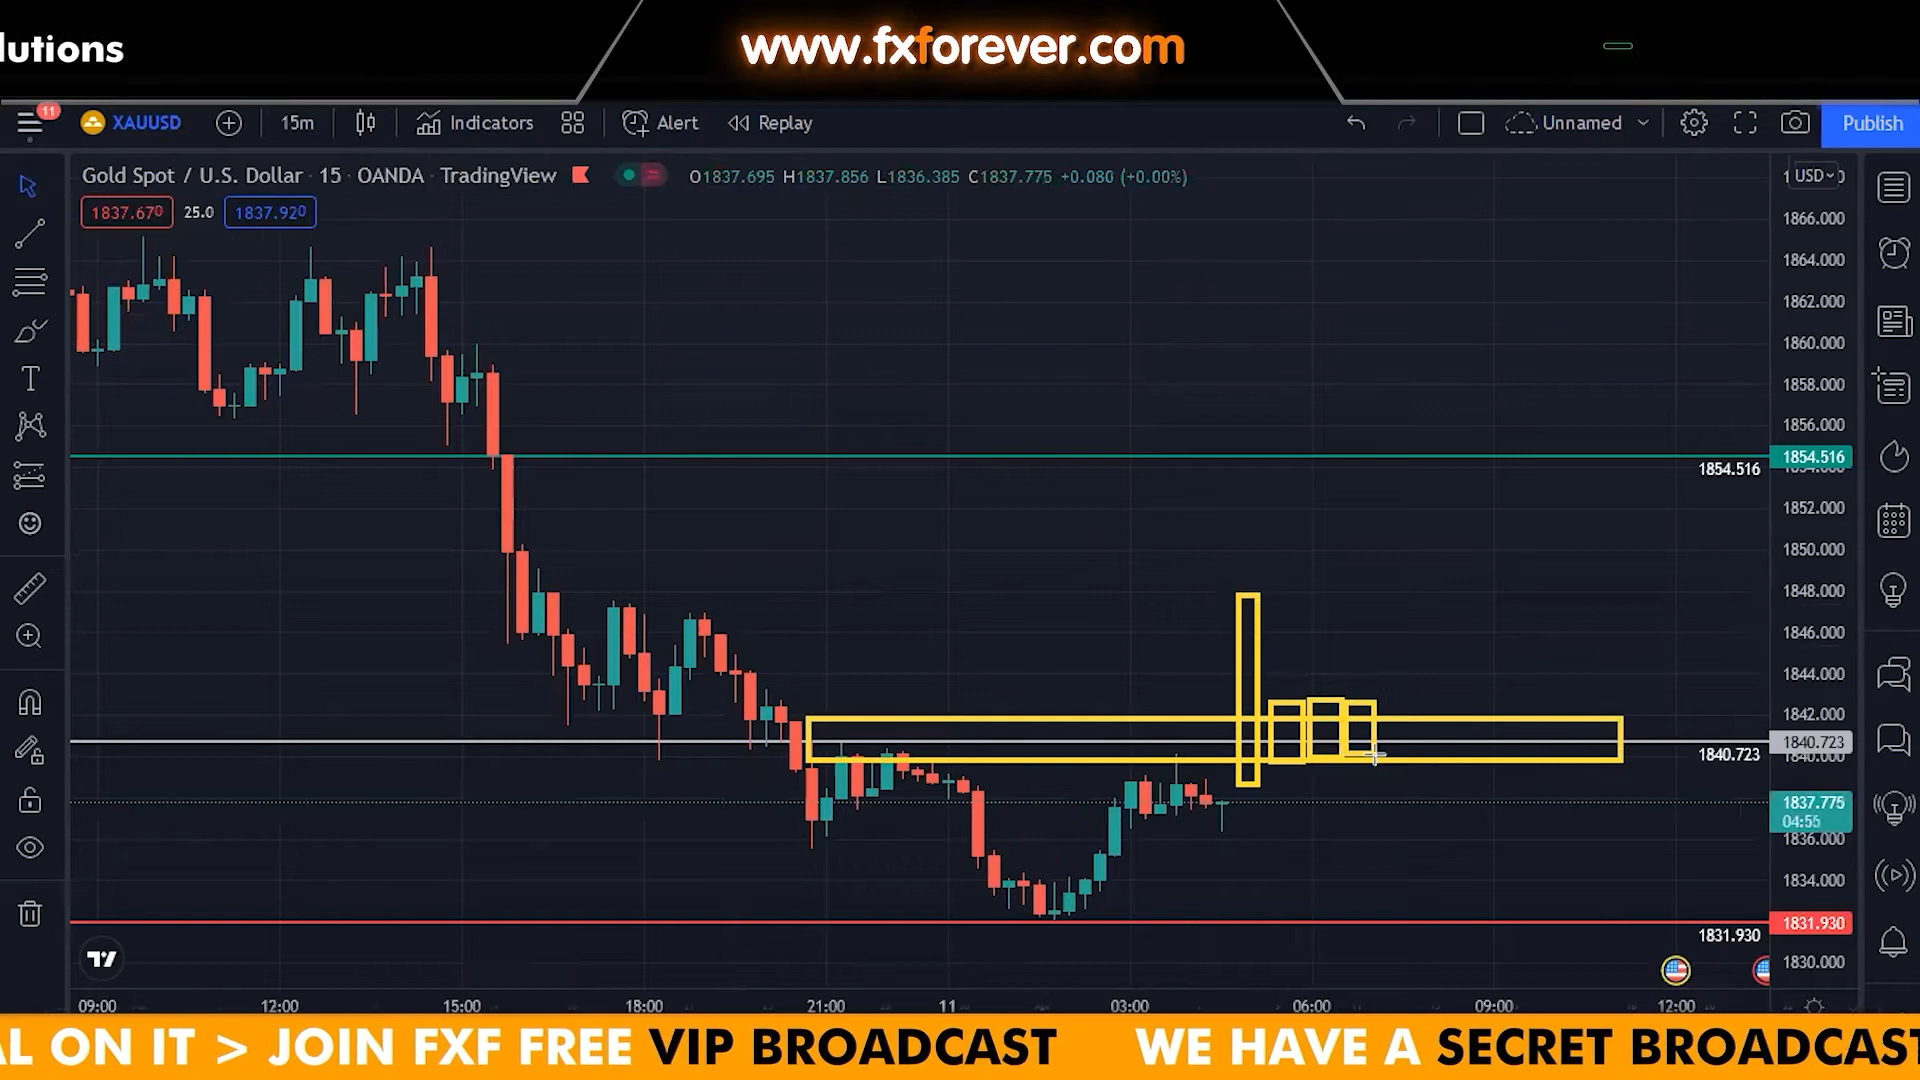 lutions
www.fxforever.com
11
XAUUSD
15m
Indicators
Alert
Replay
Unnamed
Publish
Gold Spot / U.S. Dollar · 15 · OANDA · TradingView
O1837.695 H1837.856 L1836.385 C1837.775 +0.080 (+0.00%)
USD
1837.670
25.0
1837.920
1866.000
1864.000
1862.000
1860.000
1858.000
1856.000
1854.516
1854.516
1852.000
1850.000
1848.000
1846.000
1844.000
1842.000
1840.723
1840.723
1840.000
1837.775
04:55
1836.000
1834.000
1831.930
1831.930
1830.000
09:00
12:00
15:00
18:00
21:00
11
03:00
06:00
09:00
12:00
AL ON IT > JOIN FXF FREE VIP BROADCAST
WE HAVE A SECRET BROADCAST